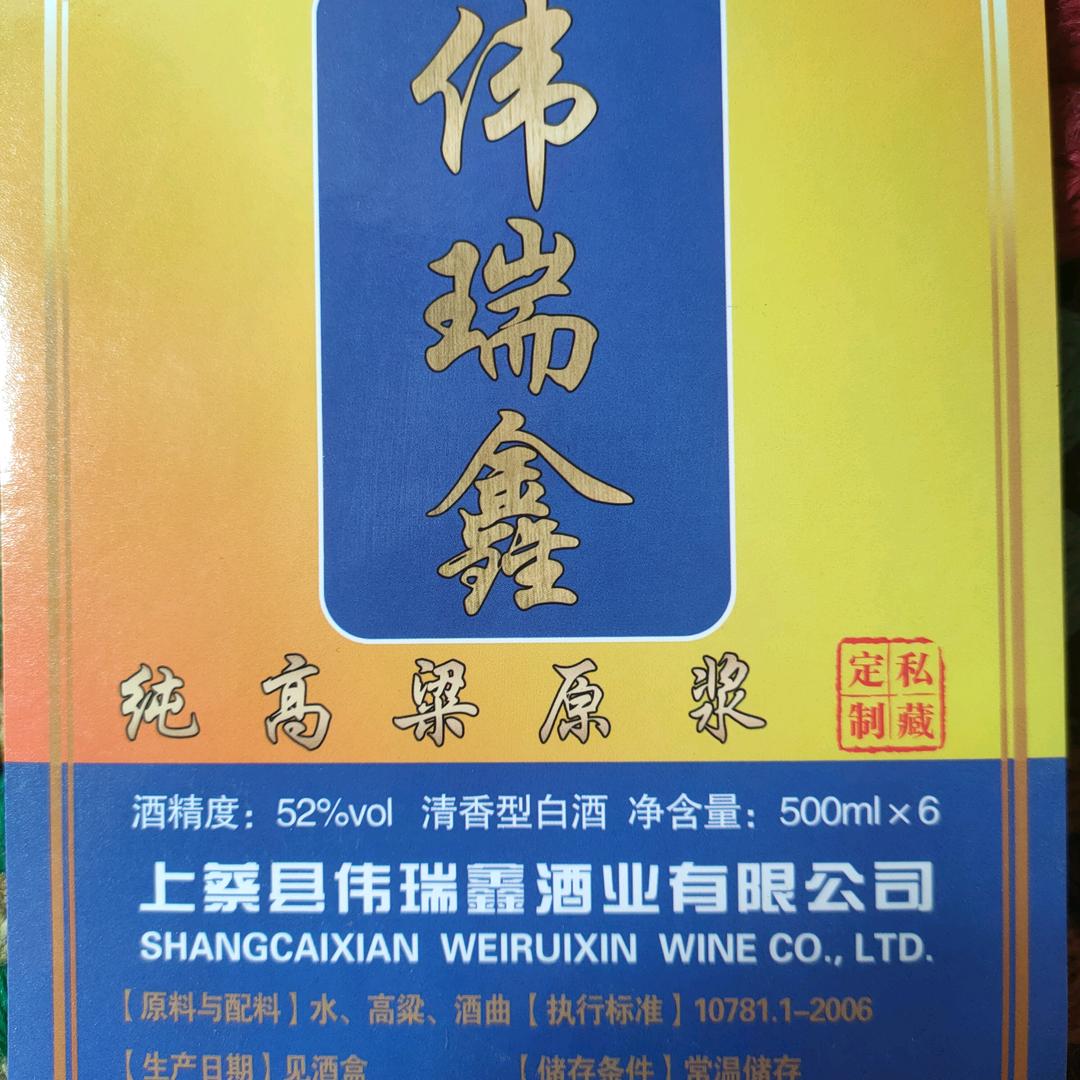 伟
瑞
鑫
纯高粱原浆
私藏
定制
酒精度：52%vol 清香型白酒 净含量：500ml×6
上蔡县伟瑞鑫酒业有限公司
SHANGCAIXIAN WEIRUIXIN WINE CO., LTD.
【原料与配料】水、高粱、酒曲【执行标准】10781.1-2006
【生产日期】见酒盒 【储存条件】常温储存